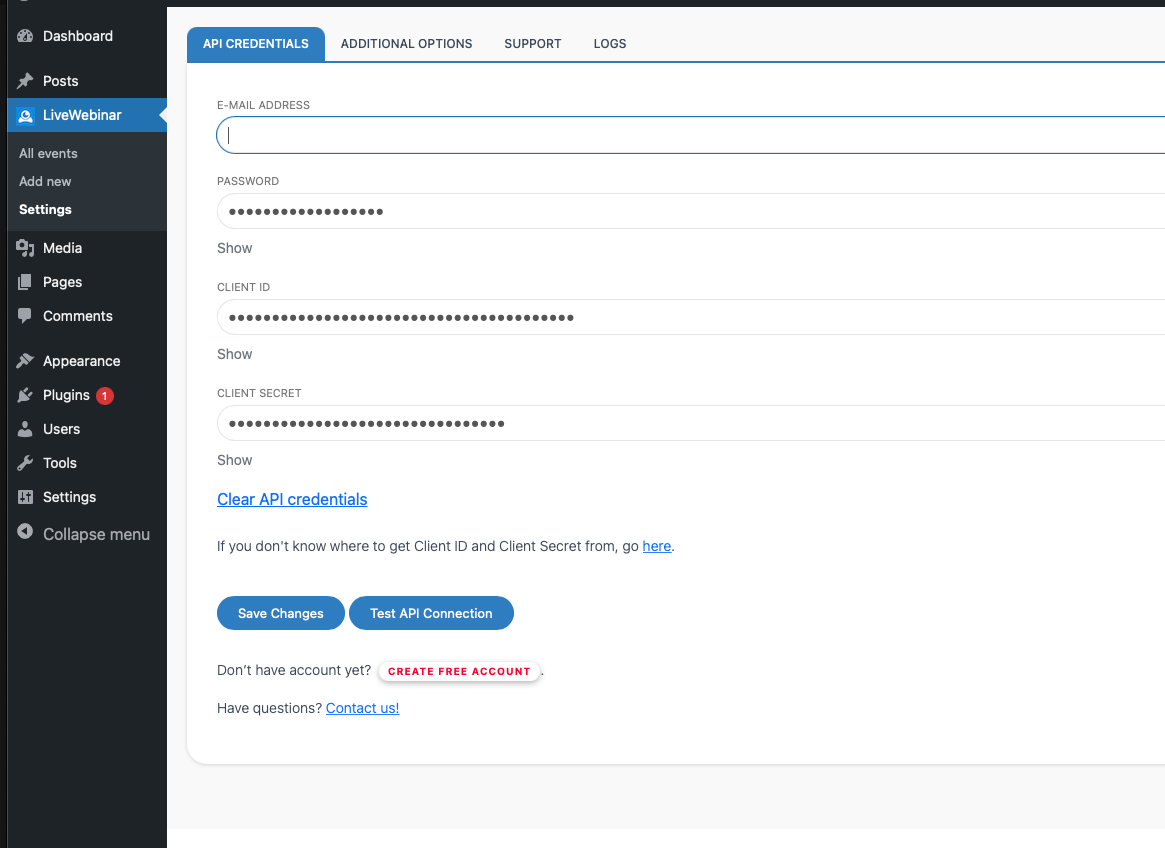 Dashboard
Posts
LiveWebinar
All events
Add new
Settings
Media
Pages
Comments
Appearance
Plugins 1
Users
Tools
Settings
Collapse menu
API CREDENTIALS ADDITIONAL OPTIONS SUPPORT LOGS
E-MAIL ADDRESS
PASSWORD
••••••••••••••••••
Show
CLIENT ID
••••••••••••••••••••••••••••••••••••••••
Show
CLIENT SECRET
••••••••••••••••••••••••••••••••
Show
Clear API credentials
If you don't know where to get Client ID and Client Secret from, go here.
Save Changes Test API Connection
Don’t have account yet? CREATE FREE ACCOUNT.
Have questions? Contact us!